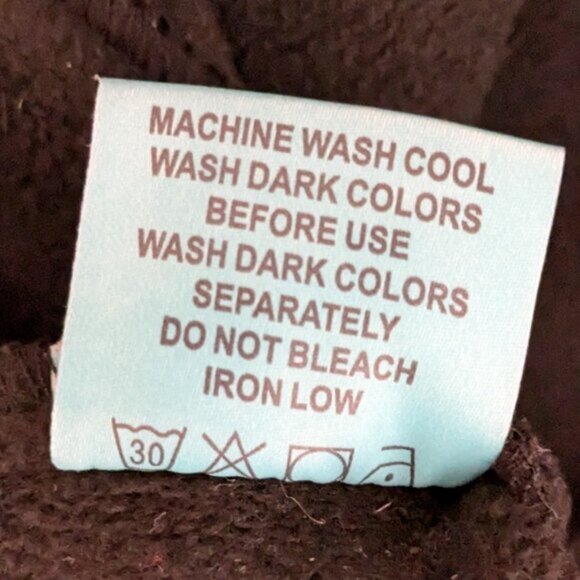 MACHINE WASH COOL
WASH DARK COLORS
BEFORE USE
WASH DARK COLORS
SEPARATELY
DO NOT BLEACH
IRON LOW
30